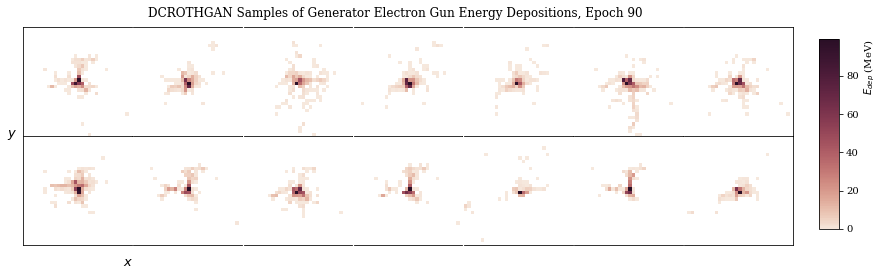 DCROTHGAN Samples of Generator Electron Gun Energy Depositions, Epoch 90
y
x
80
60
40
20
0
E_dep (MeV)